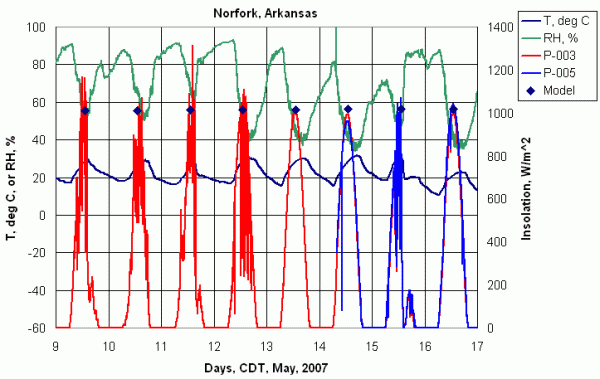 Norfork, Arkansas
T, deg C
RH, %
P-003
P-005
Model
T, deg C, or RH, %
100
80
60
40
20
0
-20
-40
-60
1400
1200
1000
800
600
400
200
0
Insolation, W/m^2
9 10 11 12 13 14 15 16 17
Days, CDT, May, 2007